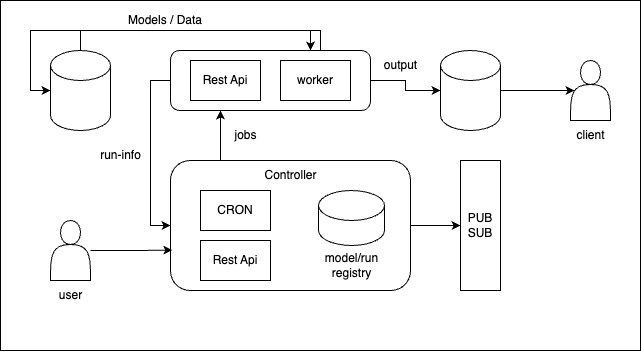 Models / Data
Rest Api
worker
output
client
jobs
run-info
Controller
CRON
Rest Api
model/run
registry
PUB
SUB
user